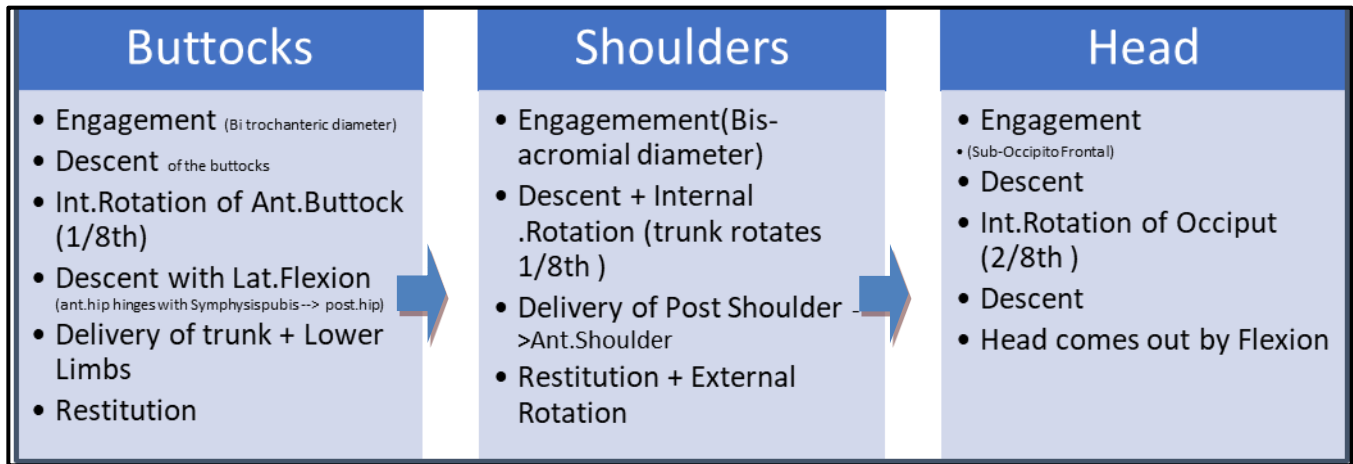 Buttocks
• Engagement (Bi trochanteric diameter)
• Descent of the buttocks
• Int.Rotation of Ant.Buttock
(1/8th)
• Descent with Lat.Flexion
(ant.hip hinges with Symphysispubis --> post.hip)
• Delivery of trunk + Lower
Limbs
• Restitution
Shoulders
• Engagemement(Bis-
acromial diameter)
• Descent + Internal
.Rotation (trunk rotates
1/8th )
• Delivery of Post Shoulder -
>Ant.Shoulder
• Restitution + External
Rotation
Head
• Engagement
• (Sub-OccipitoFrontal)
• Descent
• Int.Rotation of Occiput
(2/8th )
• Descent
• Head comes out by Flexion